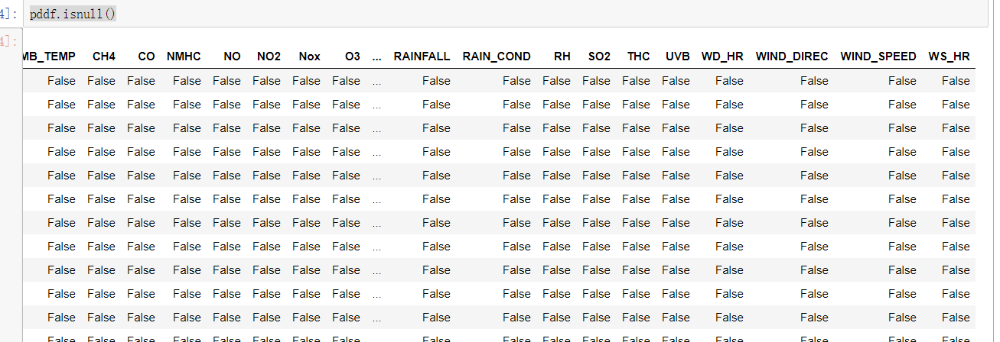 4]: pddf.isnull()
4]:
MB_TEMP CH4 CO NMHC NO NO2 Nox O3 ... RAINFALL RAIN_COND RH SO2 THC UVB WD_HR WIND_DIREC WIND_SPEED WS_HR
False False False False False False False False ... False False False False False False False False False False
False False False False False False False False ... False False False False False False False False False False
False False False False False False False False ... False False False False False False False False False False
False False False False False False False False ... False False False False False False False False False False
False False False False False False False False ... False False False False False False False False False False
False False False False False False False False ... False False False False False False False False False False
False False False False False False False False ... False False False False False False False False False False
False False False False False False False False ... False False False False False False False False False False
False False False False False False False False ... False False False False False False False False False False
False False False False False False False False ... False False False False False False False False False False
False False False False False False False False ... False False False False False False False False False False
False False False False False False False False ... False False False False False False False False False False